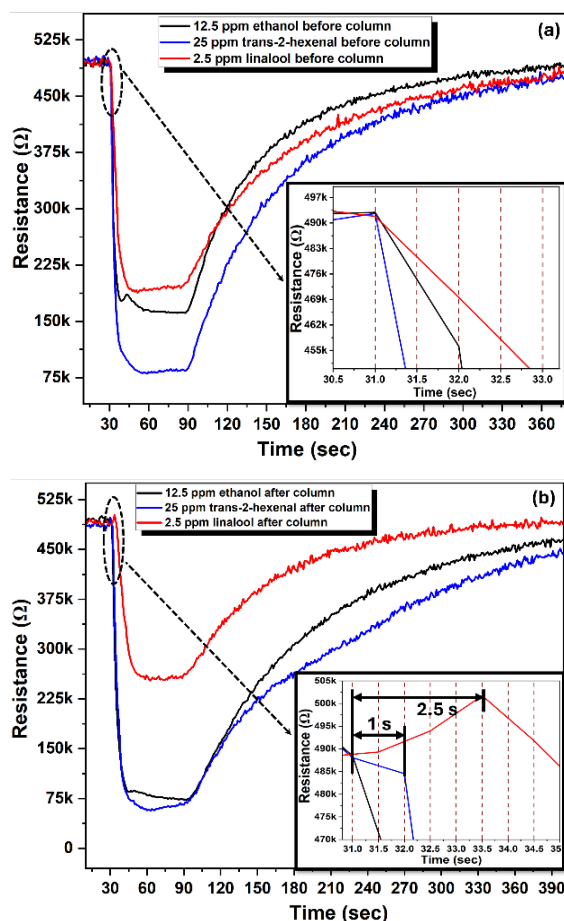 (a)
12.5 ppm ethanol before column
25 ppm trans-2-hexenal before column
2.5 ppm linalool before column
Resistance (Ω)
525k
450k
375k
300k
225k
150k
75k
497k
490k
483k
476k
469k
462k
455k
Resistance (Ω)
30.5 31.0 31.5 32.0 32.5 33.0
Time (sec)
30 60 90 120 150 180 210 240 270 300 330 360
Time (sec)
(b)
12.5 ppm ethanol after column
25 ppm trans-2-hexenal after column
2.5 ppm linalool after column
Resistance (Ω)
525k
450k
375k
300k
225k
150k
75k
0
505k
500k
495k
490k
485k
480k
475k
470k
Resistance (Ω)
2.5 s
1 s
31.0 31.5 32.0 32.5 33.0 33.5 34.0 34.5 35
Time (sec)
30 60 90 120 150 180 210 240 270 300 330 360 390
Time (sec)